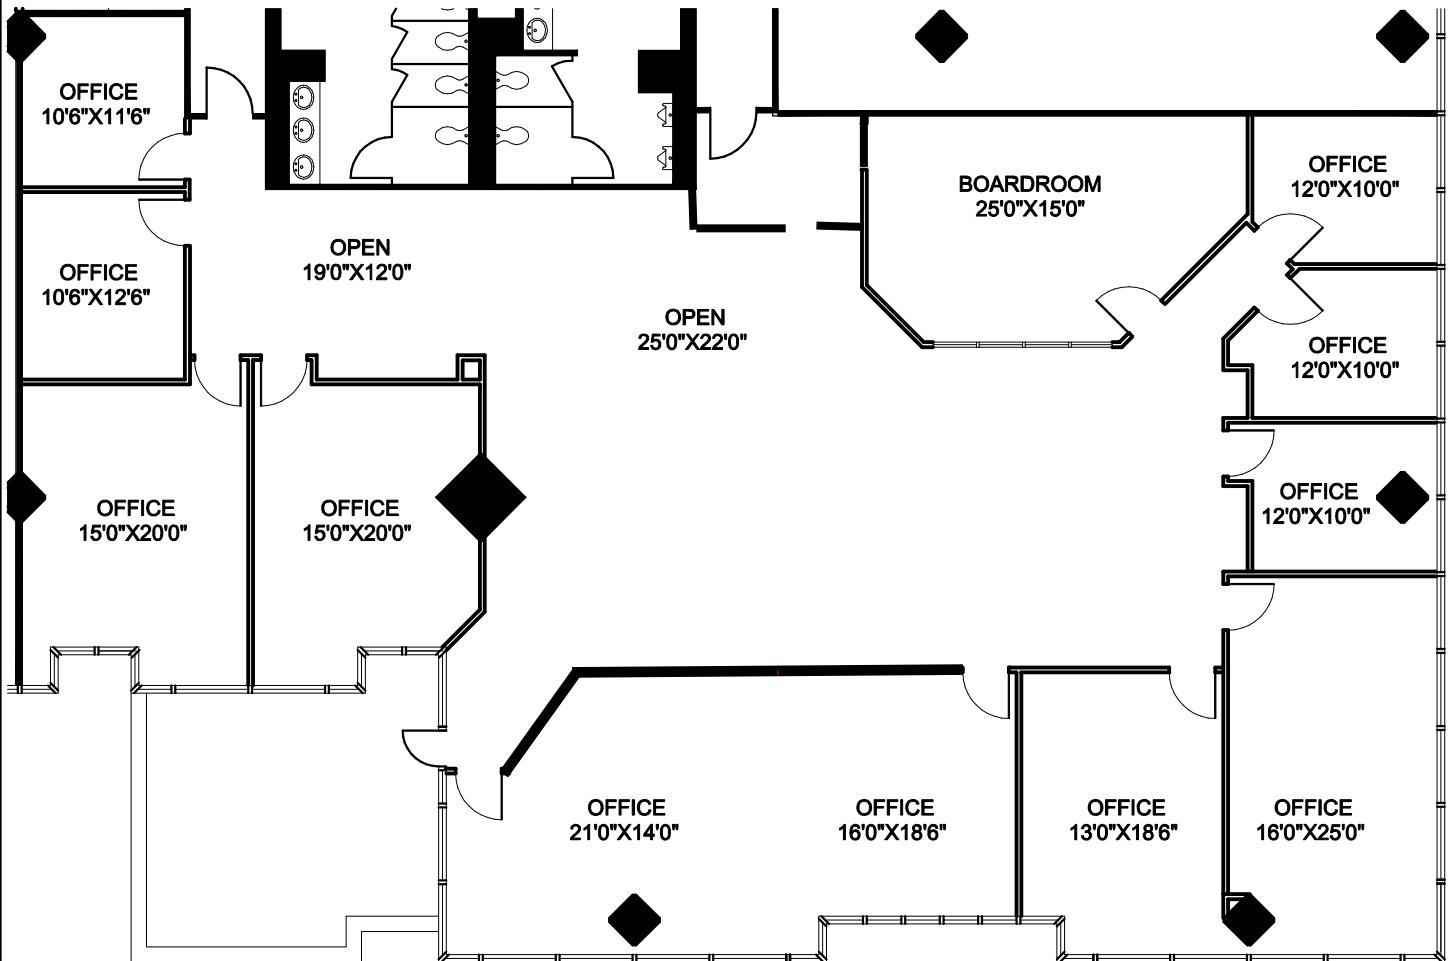 OFFICE
10'6"X11'6"
OFFICE
12'0"X10'0"
BOARDROOM
25'0"X15'0"
OPEN
19'0"X12'0"
OFFICE
10'6"X12'6"
OPEN
25'0"X22'0"
OFFICE
12'0"X10'0"
OFFICE
12'0"X10'0"
OFFICE
15'0"X20'0"
OFFICE
15'0"X20'0"
OFFICE
21'0"X14'0"
OFFICE
16'0"X18'6"
OFFICE
13'0"X18'6"
OFFICE
16'0"X25'0"